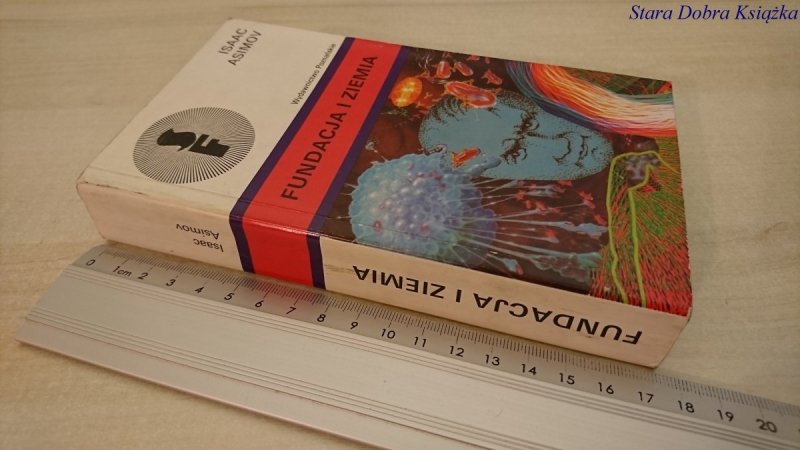 Stara Dobra Książka
ISAAC
ASIMOV
Wydawnictwo Poznańskie
SF
FUNDACJA I ZIEMIA
Isaac
Asimov
FUNDACJA I ZIEMIA
0 1cm 2 3 4 5 6 7 8 9 10 11 12 13 14 15 16 17 18 19 20